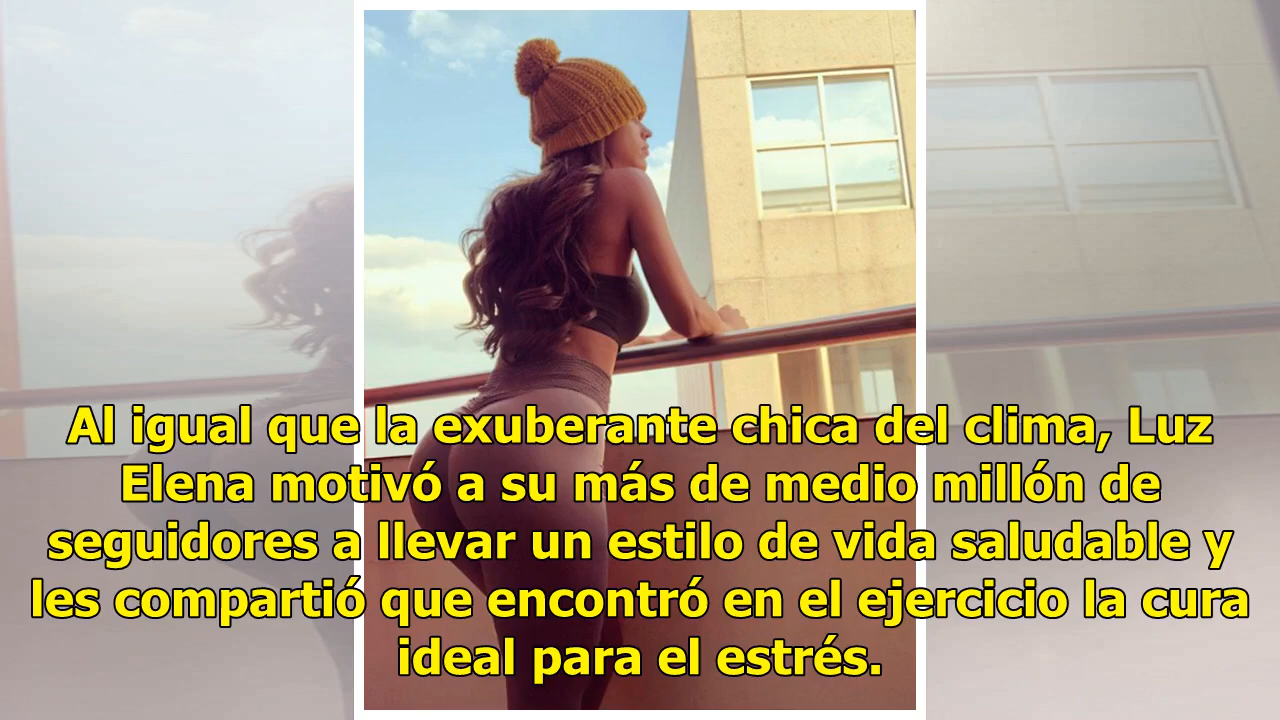 Al igual que la exuberante chica del clima, Luz
Elena motivó a su más de medio millón de
seguidores a llevar un estilo de vida saludable y
les compartió que encontró en el ejercicio la cura
ideal para el estrés.